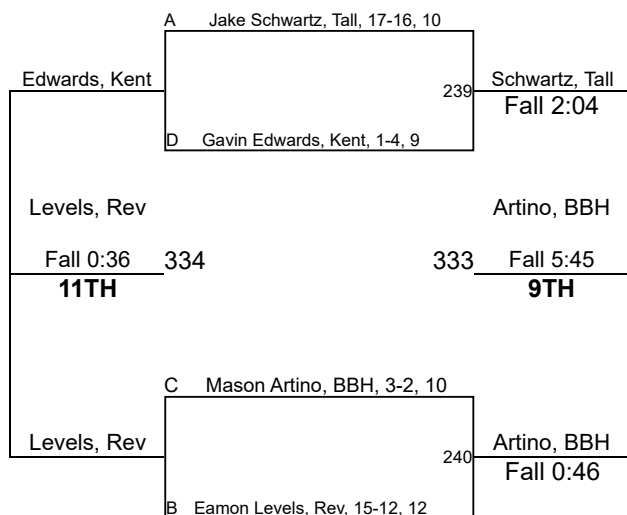 A Jake Schwartz, Tall, 17-16, 10
Edwards, Kent
239
Schwartz, Tall
Fall 2:04
D Gavin Edwards, Kent, 1-4, 9
Levels, Rev
Artino, BBH
Fall 0:36
334
333
Fall 5:45
11TH
9TH
C Mason Artino, BBH, 3-2, 10
Levels, Rev
240
Artino, BBH
Fall 0:46
B Eamon Levels, Rev, 15-12, 12